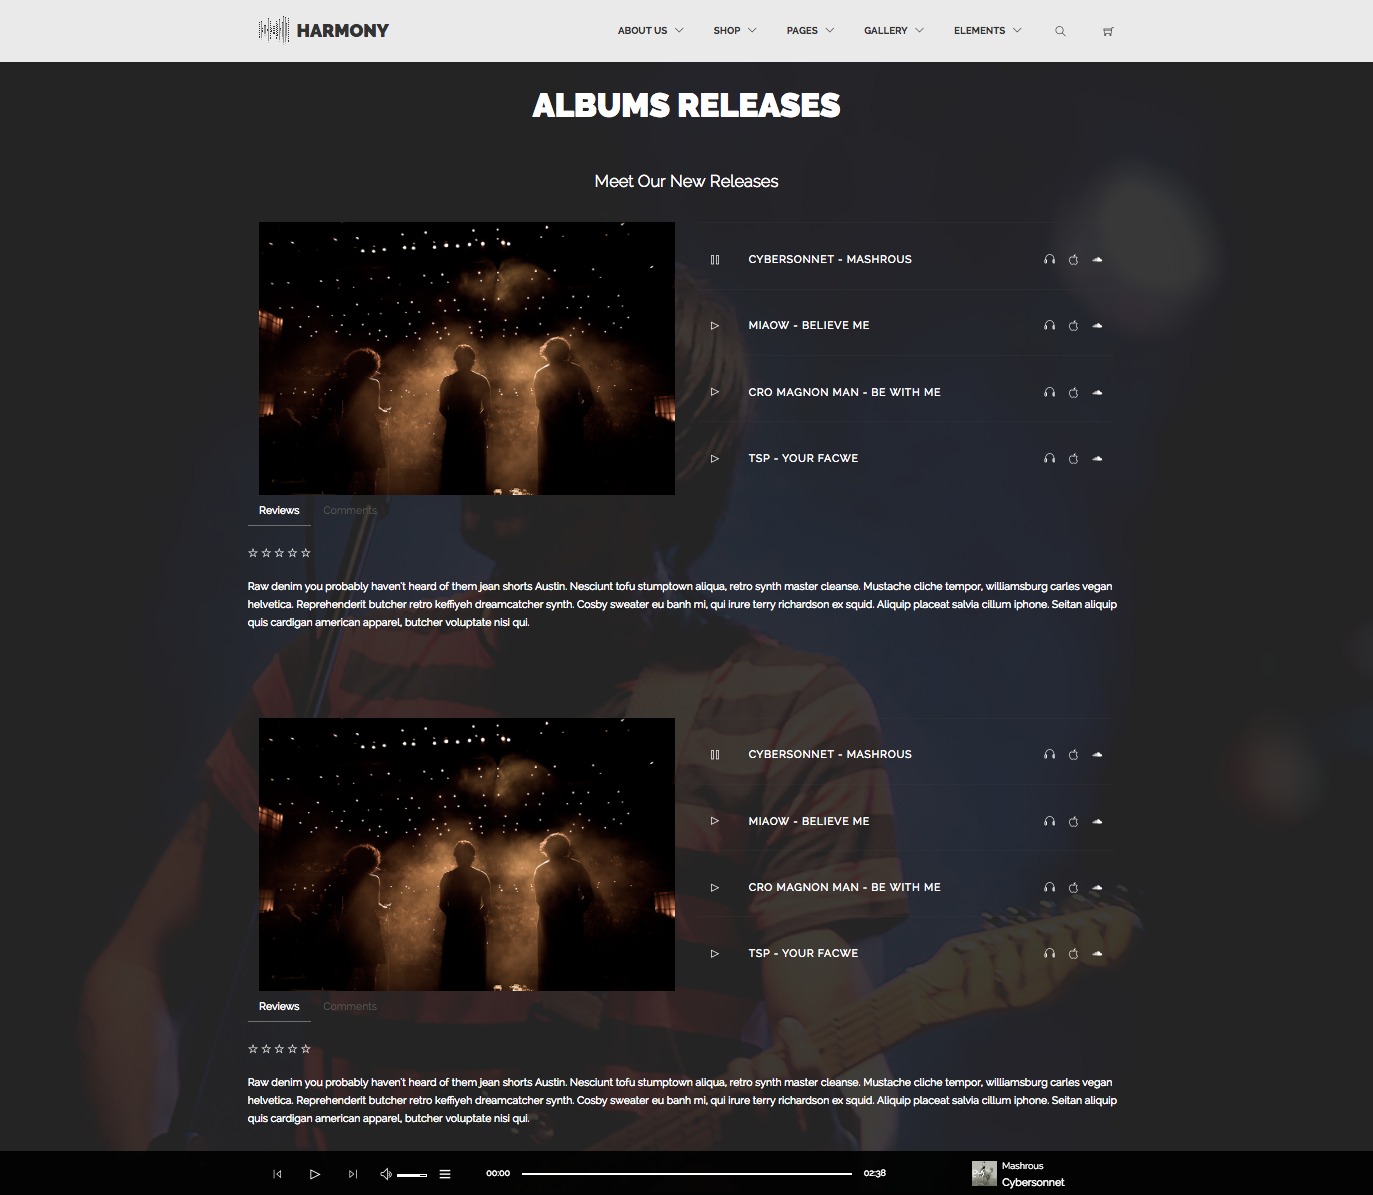 HARMONY
ABOUT US SHOP PAGES GALLERY ELEMENTS
ALBUMS RELEASES
Meet Our New Releases
CYBERSONNET - MASHROUS
MIAOW - BELIEVE ME
CRO MAGNON MAN - BE WITH ME
TSP - YOUR FACWE
Reviews Comments
Raw denim you probably haven't heard of them jean shorts Austin. Nesciunt tofu stumptown aliqua, retro synth master cleanse. Mustache cliche tempor, williamsburg carles vegan
helvetica. Reprehenderit butcher retro keffiyeh dreamcatcher synth. Cosby sweater eu banh mi, qui irure terry richardson ex squid. Aliquip placeat salvia cillum iphone. Seitan aliquip
quis cardigan american apparel, butcher voluptate nisi qui.
CYBERSONNET - MASHROUS
MIAOW - BELIEVE ME
CRO MAGNON MAN - BE WITH ME
TSP - YOUR FACWE
Reviews Comments
Raw denim you probably haven't heard of them jean shorts Austin. Nesciunt tofu stumptown aliqua, retro synth master cleanse. Mustache cliche tempor, williamsburg carles vegan
helvetica. Reprehenderit butcher retro keffiyeh dreamcatcher synth. Cosby sweater eu banh mi, qui irure terry richardson ex squid. Aliquip placeat salvia cillum iphone. Seitan aliquip
quis cardigan american apparel, butcher voluptate nisi qui.
00:00 02:38
Mashrous
Cybersonnet